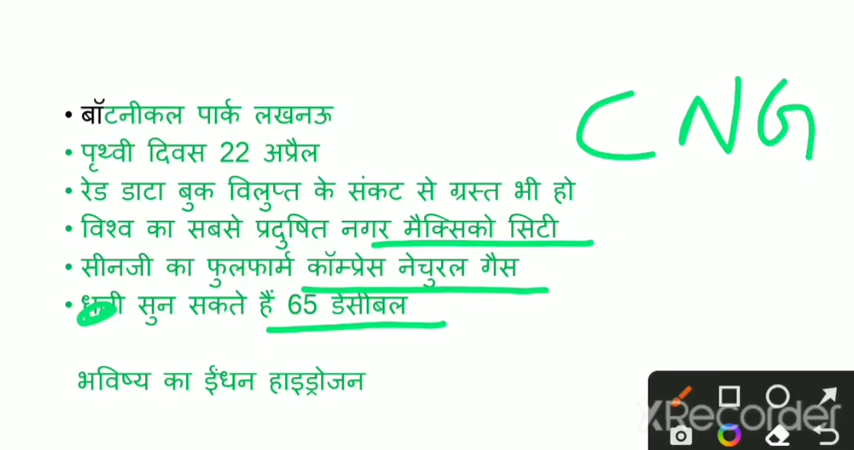 CNG
• बॉटनीकल पार्क लखनऊ
• पृथ्वी दिवस 22 अप्रैल
• रेड डाटा बुक विलुप्त के संकट से ग्रस्त भी हो
• विश्व का सबसे प्रदुषित नगर मैक्सिको सिटी
• सीनजी का फुलफार्म कॉम्प्रेस नेचुरल गैस
• सुन सकते हैं 65 डेसीबल
भविष्य का ईंधन हाइड्रोजन
XRecorder